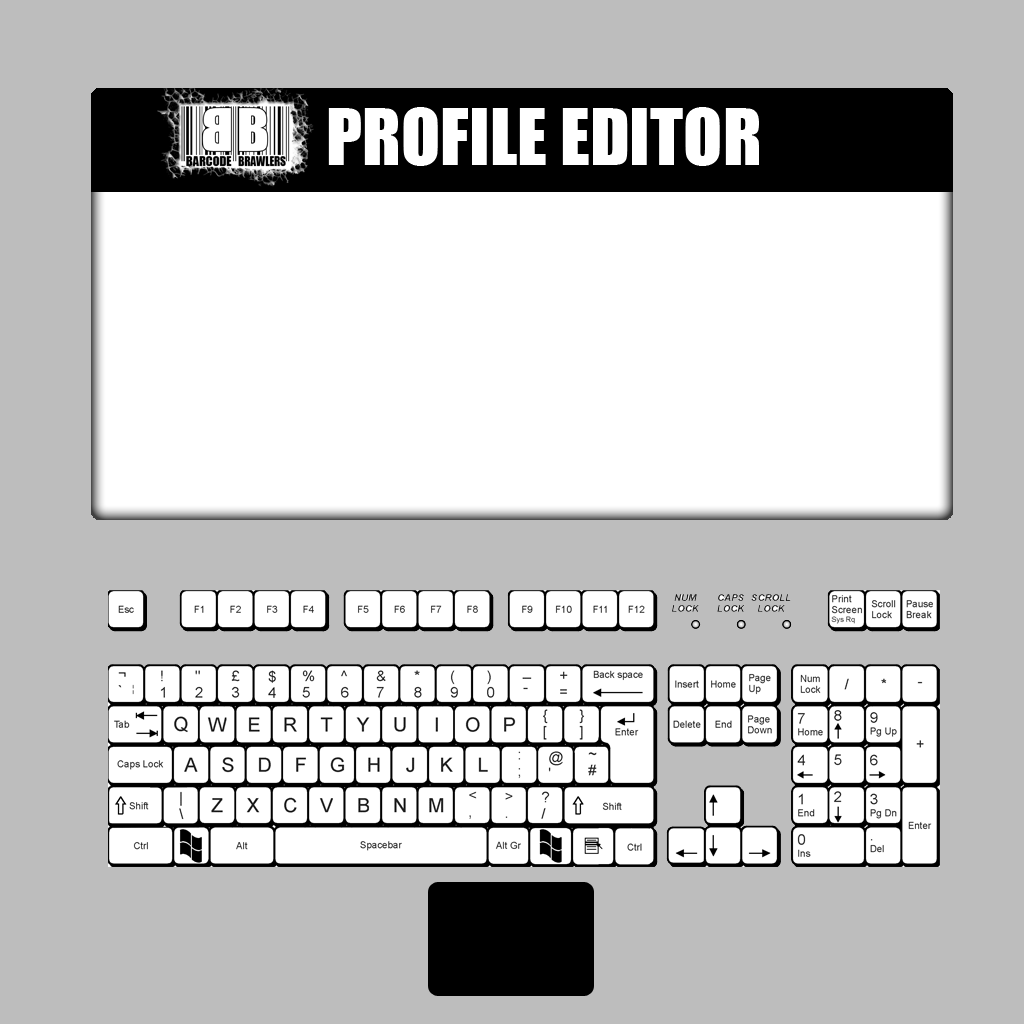 BB
BARCODE BRAWLERS
PROFILE EDITOR
Esc F1 F2 F3 F4 F5 F6 F7 F8 F9 F10 F11 F12
NUM LOCK CAPS LOCK SCROLL LOCK
Print Screen Sys Rq Scroll Lock Pause Break
¬ ` ¦ ! 1 " 2 £ 3 $ 4 % 5 ^ 6 & 7 * 8 ( 9 ) 0 _ - + = Back space ← Insert Home Page Up Num Lock / * -
Tab Q W E R T Y U I O P { [ } ] Enter Delete End Page Down 7 Home 8 ↑ 9 Pg Up +
Caps Lock A S D F G H J K L : ; @ ' ~ # 4 ← 5 6 →
Shift | \ Z X C V B N M < , > . ? / Shift ↑ 1 End 2 ↓ 3 Pg Dn Enter
Ctrl Alt Spacebar Alt Gr Ctrl ← ↓ → 0 Ins . Del